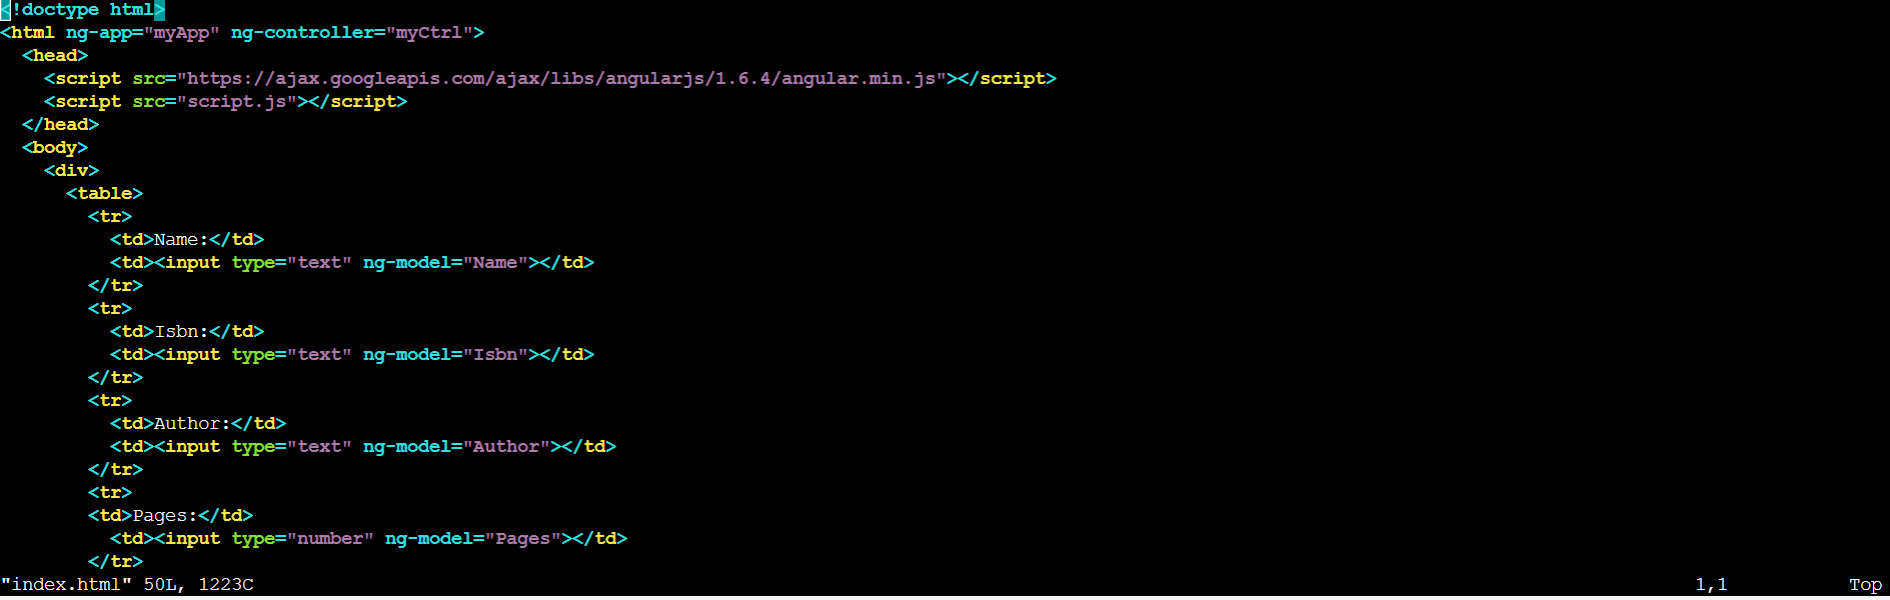 <!doctype html>
<html ng-app="myApp" ng-controller="myCtrl">
  <head>
    <script src="https://ajax.googleapis.com/ajax/libs/angularjs/1.6.4/angular.min.js"></script>
    <script src="script.js"></script>
  </head>
  <body>
    <div>
      <table>
        <tr>
          <td>Name:</td>
          <td><input type="text" ng-model="Name"></td>
        </tr>
        <tr>
          <td>Isbn:</td>
          <td><input type="text" ng-model="Isbn"></td>
        </tr>
        <tr>
          <td>Author:</td>
          <td><input type="text" ng-model="Author"></td>
        </tr>
        <tr>
        <td>Pages:</td>
          <td><input type="number" ng-model="Pages"></td>
        </tr>
"index.html" 50L, 1223C 1,1 Top